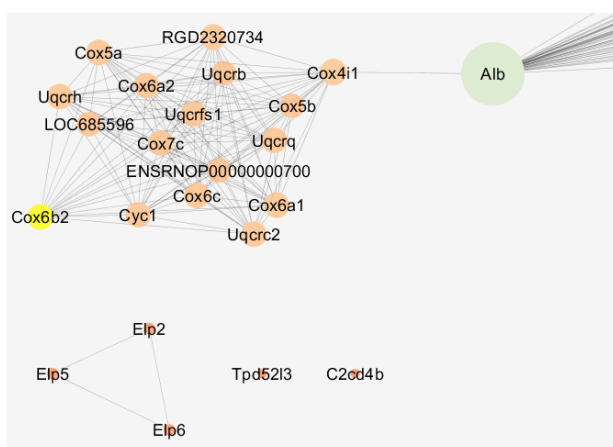 RGD2320734
Cox5a
Uqcrb
Cox4i1
Alb
Cox6a2
Uqcrh
Cox5b
Uqcrfs1
LOC685596
Cox7c
Uqcrq
ENSRNOP00000000700
Cox6c
Cox6a1
Cox6b2
Cyc1
Uqcrc2
Elp2
Elp5
Tpd52l3
C2cd4b
Elp6